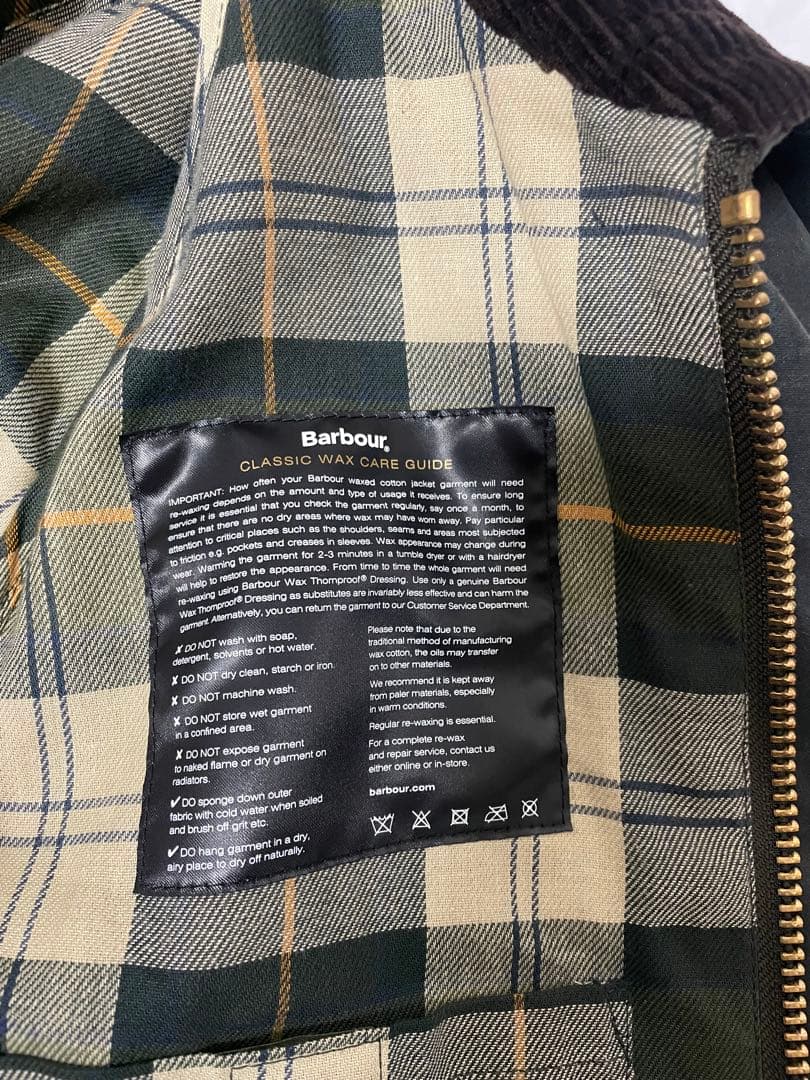 Barbour®
CLASSIC WAX CARE GUIDE
IMPORTANT: How often your Barbour waxed cotton jacket garment will need
re-waxing depends on the amount and type of usage it receives. To ensure long
service it is essential that you check the garment regularly, say once a month, to
ensure that there are no dry areas where wax may have worn away. Pay particular
attention to critical places such as the shoulders, seams and areas most subjected
to friction e.g. pockets and creases in sleeves. Wax appearance may change during
wear. Warming the garment for 2-3 minutes in a tumble dryer or with a hairdryer
will help to restore the appearance. From time to time the whole garment will need
re-waxing using Barbour Wax Thornproof® Dressing. Use only a genuine Barbour
Wax Thornproof® Dressing as substitutes are invariably less effective and can harm the
garment. Alternatively, you can return the garment to our Customer Service Department.
✗ DO NOT wash with soap,
detergent, solvents or hot water.
✗ DO NOT dry clean, starch or iron.
✗ DO NOT machine wash.
✗ DO NOT store wet garment
in a confined area.
✗ DO NOT expose garment
to naked flame or dry garment on
radiators.
✓ DO sponge down outer
fabric with cold water when soiled
and brush off grit etc.
✓ DO hang garment in a dry,
airy place to dry off naturally.
Please note that due to the
traditional method of manufacturing
wax cotton, the oils may transfer
on to other materials.
We recommend it is kept away
from paler materials, especially
in warm conditions.
Regular re-waxing is essential.
For a complete re-wax
and repair service, contact us
either online or in-store.
barbour.com